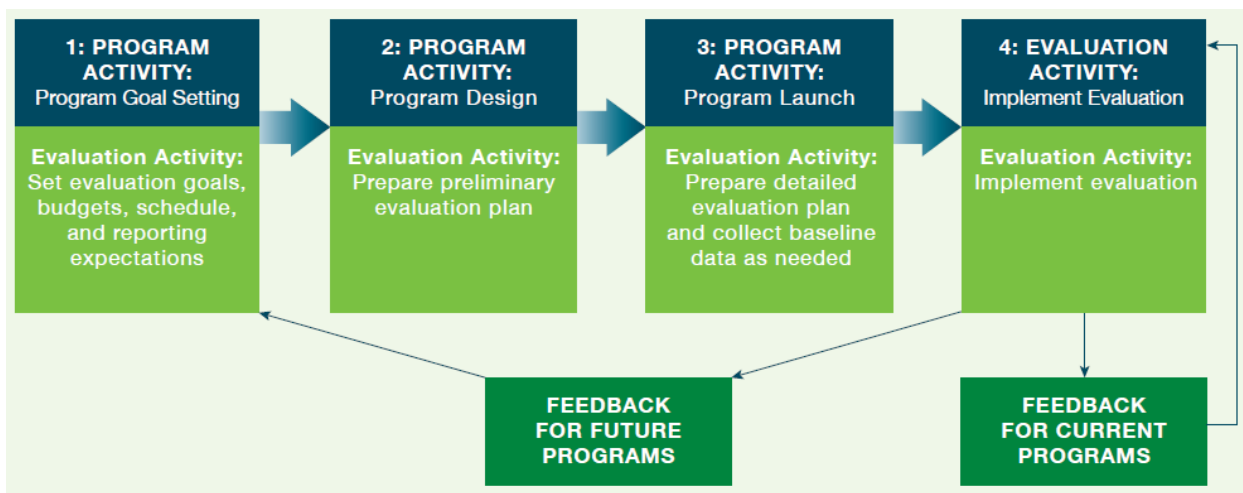 1: PROGRAM
ACTIVITY:
Program Goal Setting
Evaluation Activity:
Set evaluation goals,
budgets, schedule,
and reporting
expectations
2: PROGRAM
ACTIVITY:
Program Design
Evaluation Activity:
Prepare preliminary
evaluation plan
3: PROGRAM
ACTIVITY:
Program Launch
Evaluation Activity:
Prepare detailed
evaluation plan
and collect baseline
data as needed
4: EVALUATION
ACTIVITY:
Implement Evaluation
Evaluation Activity:
Implement evaluation
FEEDBACK
FOR FUTURE
PROGRAMS
FEEDBACK
FOR CURRENT
PROGRAMS